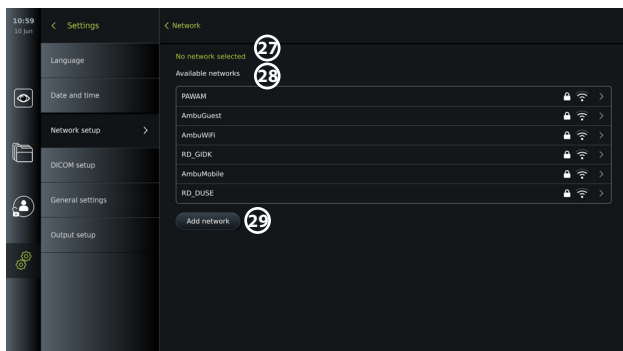 10:59
10 Jun
Settings
Language
Date and time
Network setup
DICOM setup
General settings
Output setup
Network
No network selected
27
Available networks
28
PAWAM
AmbuGuest
AmbuWiFi
RD_GIDK
AmbuMobile
RD_DUSE
Add network
29